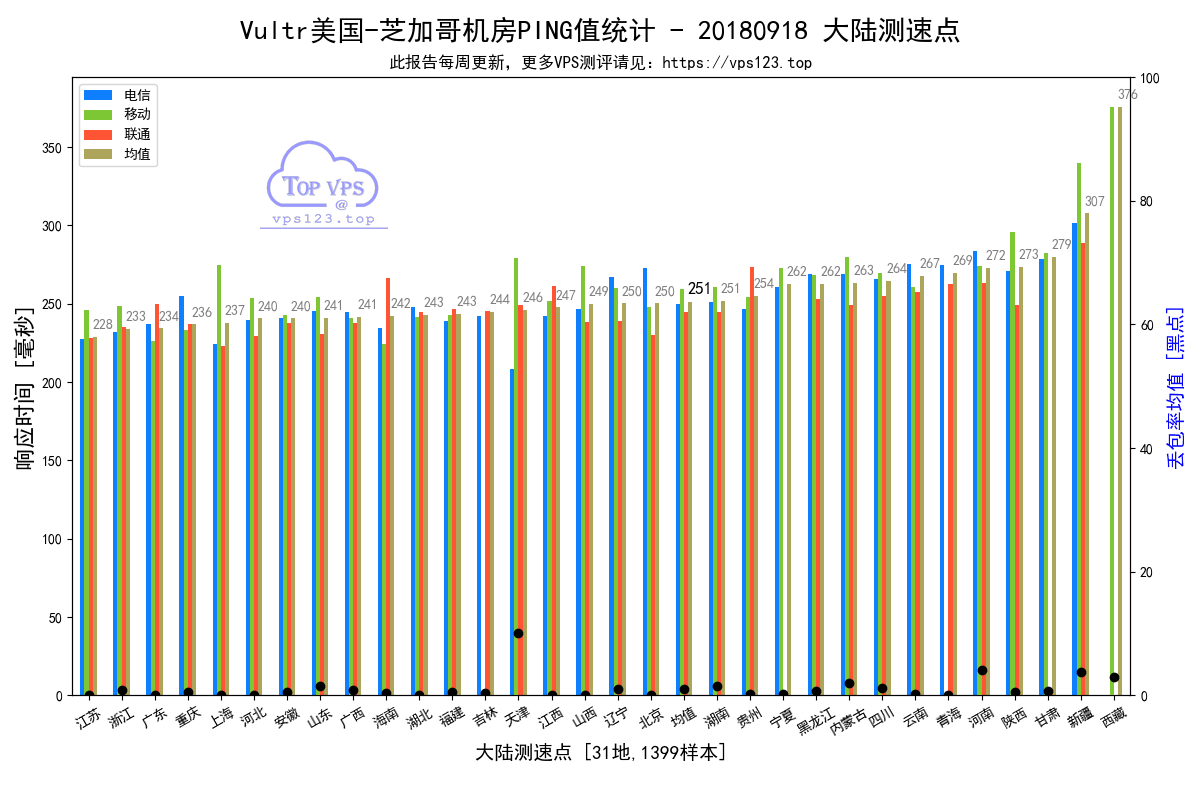 Vultr美国-芝加哥机房PING值统计 - 20180918 大陆测速点
此报告每周更新，更多VPS测评请见：https://vps123.top
电信
移动
联通
均值
TOP VPS
@
vps123.top
响应时间 [毫秒]
350
300
250
200
150
100
50
0
丢包率均值 [黑点]
100
80
60
40
20
0
228
233
234
236
237
240
240
241
241
242
243
243
244
246
247
249
250
250
251
251
254
262
262
263
264
267
269
272
273
279
307
376
江苏
浙江
广东
重庆
上海
河北
安徽
山东
广西
海南
湖北
福建
吉林
天津
江西
山西
辽宁
北京
均值
湖南
贵州
宁夏
黑龙江
内蒙古
四川
云南
青海
河南
陕西
甘肃
新疆
西藏
大陆测速点 [31地,1399样本]